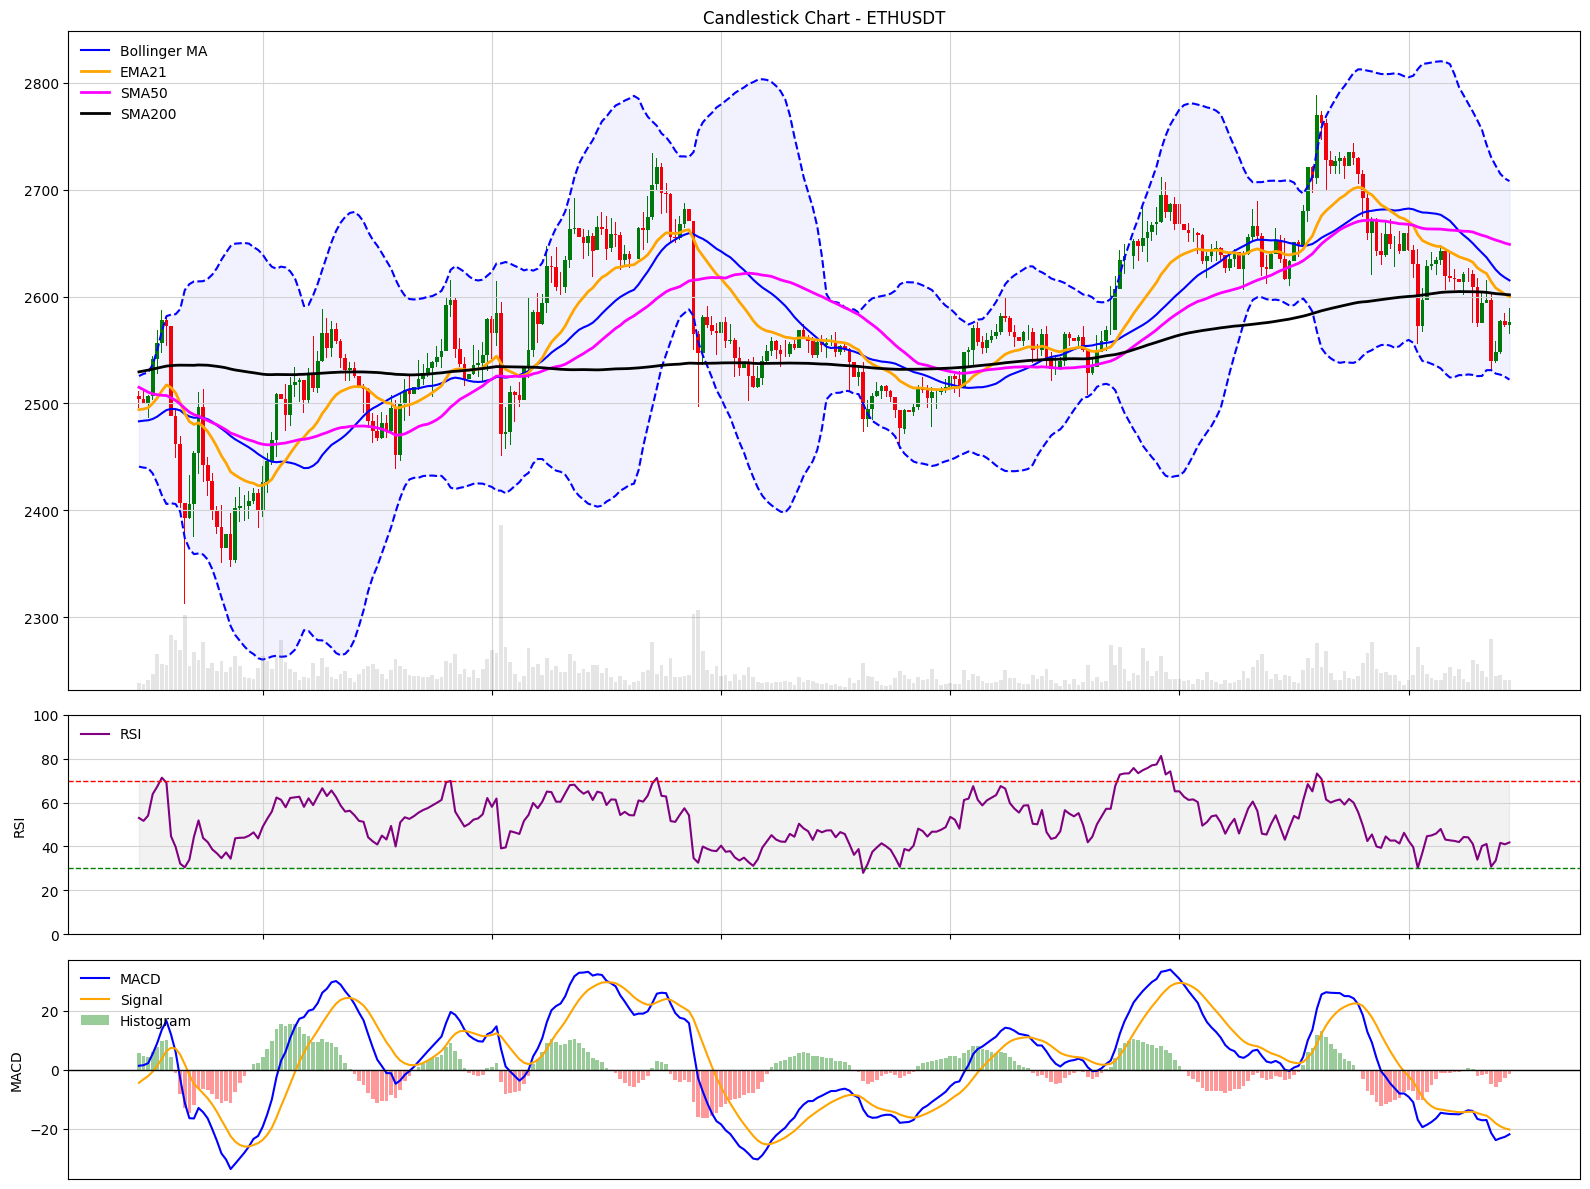 Candlestick Chart - ETHUSDT
Bollinger MA
EMA21
SMA50
SMA200
2800
2700
2600
2500
2400
2300
100
80
60
40
20
0
RSI
RSI
20
0
−20
MACD
MACD
Signal
Histogram